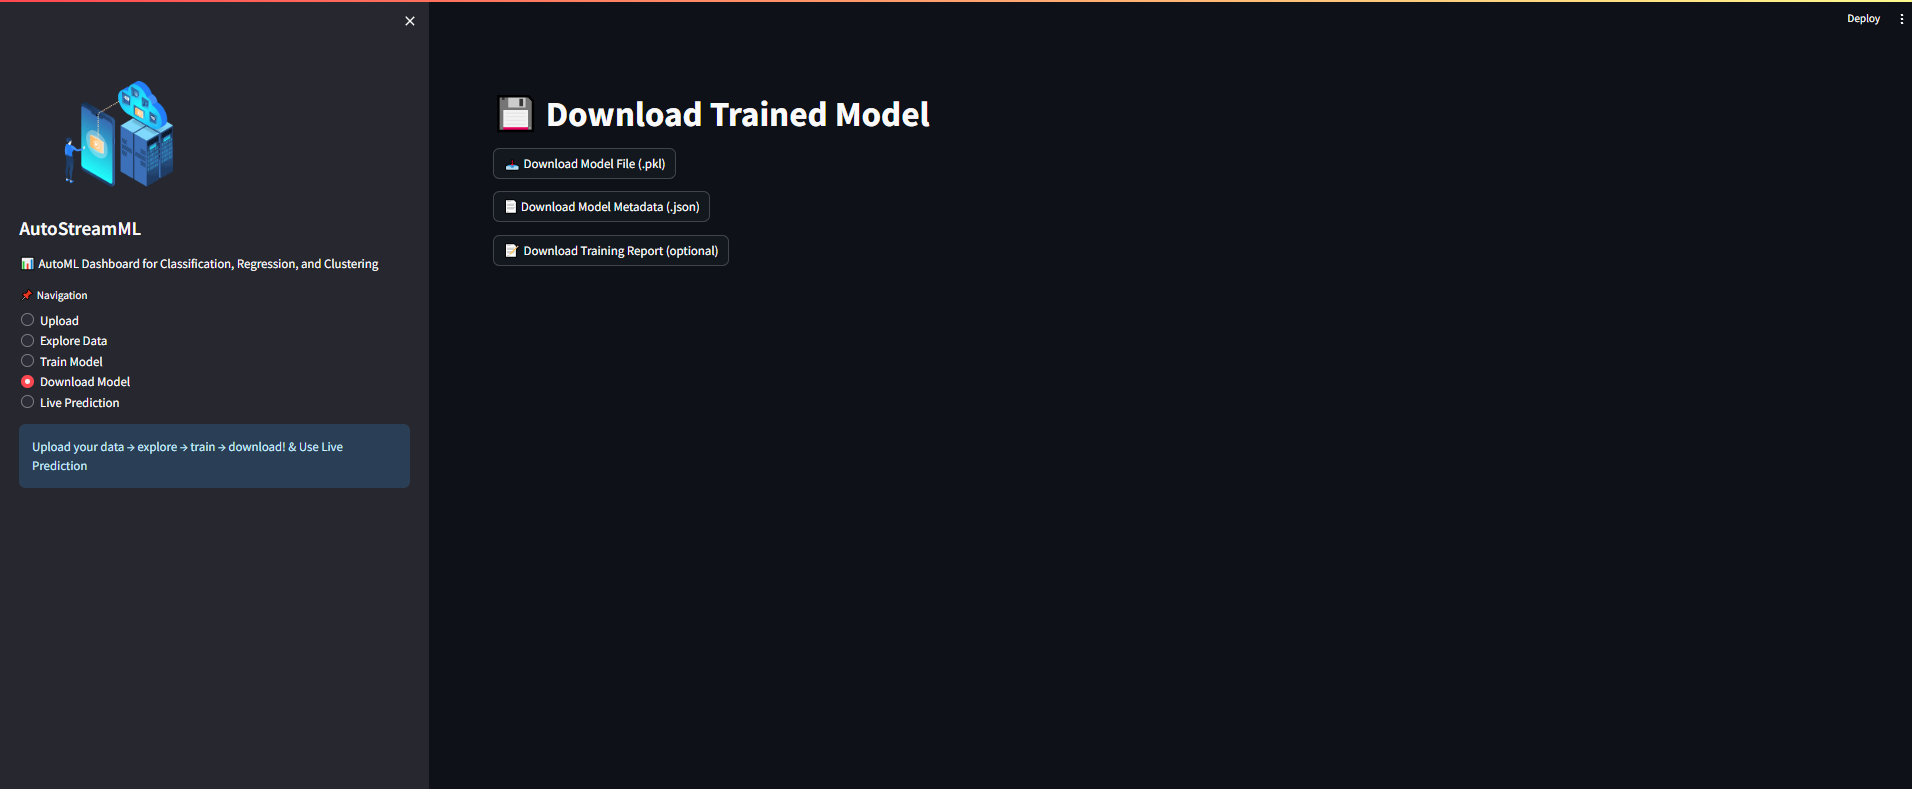 Deploy
AutoStreamML
AutoML Dashboard for Classification, Regression, and Clustering
Navigation
Upload
Explore Data
Train Model
Download Model
Live Prediction
Upload your data → explore → train → download! & Use Live
Prediction
Download Trained Model
Download Model File (.pkl)
Download Model Metadata (.json)
Download Training Report (optional)